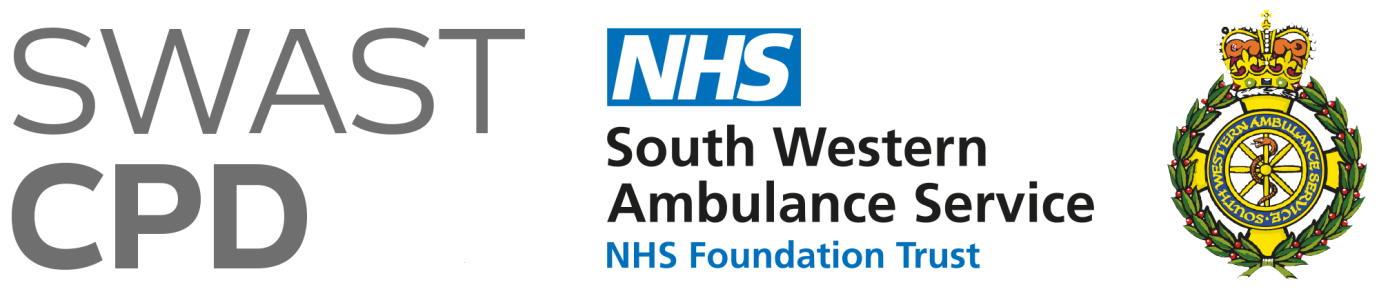 SWAST
CPD
NHS
South Western
Ambulance Service
NHS Foundation Trust
SOUTH WESTERN AMBULANCE SERVICE